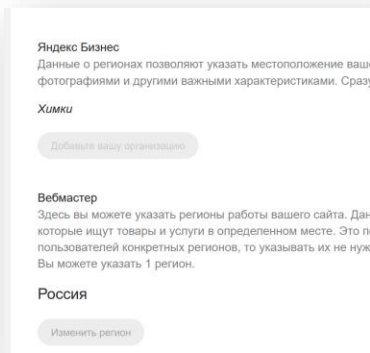 Яндекс Бизнес
Данные о регионах позволяют указать местоположение ваше
фотографиями и другими важными характеристиками. Сразу
Химки
Добавьте вашу организацию
Вебмастер
Здесь вы можете указать регионы работы вашего сайта. Дан
которые ищут товары и услуги в определенном месте. Это п
пользователей конкретных регионов, то указывать их не нуж
Вы можете указать 1 регион.
Россия
Изменить регион